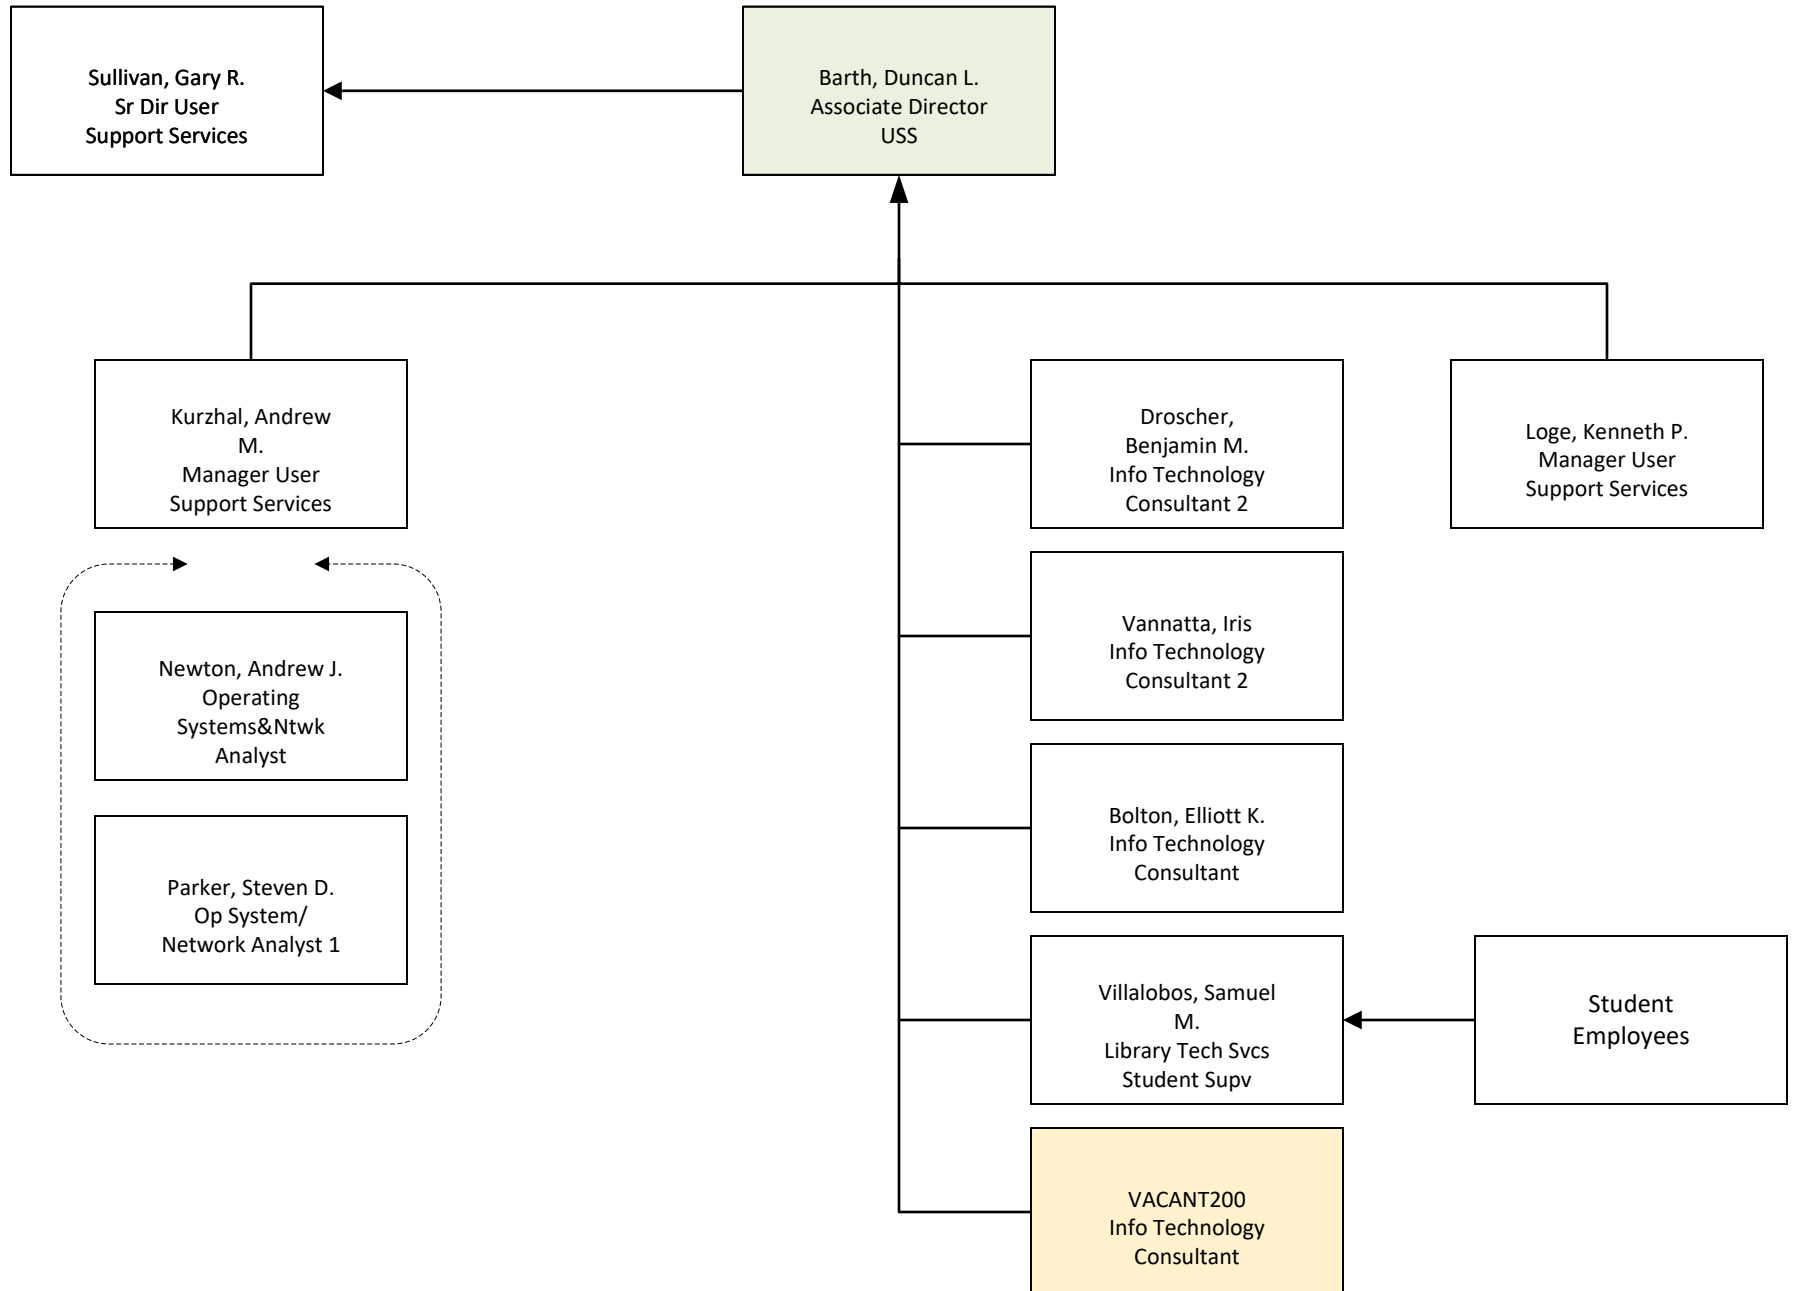 Sullivan, Gary R.
Sr Dir User
Support Services
Barth, Duncan L.
Associate Director
USS
Kurzhal, Andrew
M.
Manager User
Support Services
Droscher,
Benjamin M.
Info Technology
Consultant 2
Loge, Kenneth P.
Manager User
Support Services
Newton, Andrew J.
Operating
Systems&Ntwk
Analyst
Vannatta, Iris
Info Technology
Consultant 2
Parker, Steven D.
Op System/
Network Analyst 1
Bolton, Elliott K.
Info Technology
Consultant
Villalobos, Samuel
M.
Library Tech Svcs
Student Supv
Student
Employees
VACANT200
Info Technology
Consultant